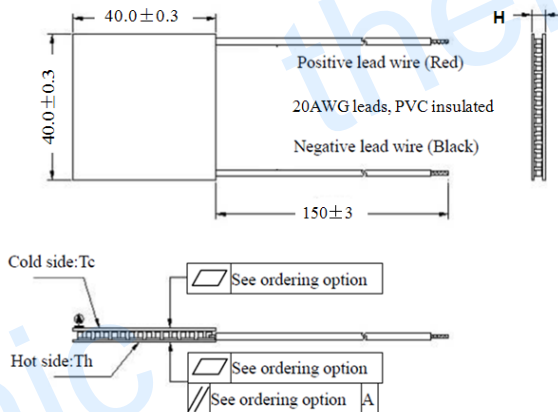 40.0±0.3
H
40.0±0.3
Positive lead wire (Red)
20AWG leads, PVC insulated
Negative lead wire (Black)
150±3
Cold side:Tc
See ordering option
A
Hot side:Th
See ordering option
See ordering option A